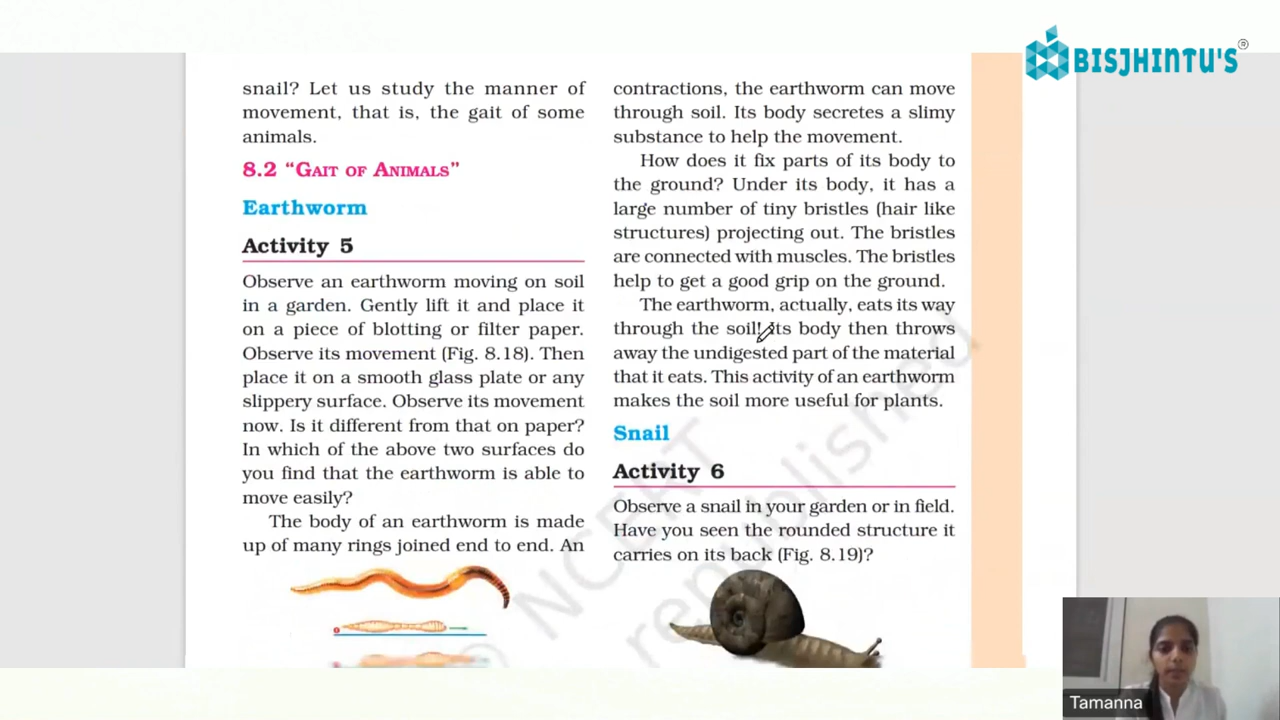 BISJHINTU'S ®
snail? Let us study the manner of
movement, that is, the gait of some
animals.
8.2 “GAIT OF ANIMALS”
Earthworm
Activity 5
Observe an earthworm moving on soil
in a garden. Gently lift it and place it
on a piece of blotting or filter paper.
Observe its movement (Fig. 8.18). Then
place it on a smooth glass plate or any
slippery surface. Observe its movement
now. Is it different from that on paper?
In which of the above two surfaces do
you find that the earthworm is able to
move easily?
The body of an earthworm is made
up of many rings joined end to end. An
contractions, the earthworm can move
through soil. Its body secretes a slimy
substance to help the movement.
How does it fix parts of its body to
the ground? Under its body, it has a
large number of tiny bristles (hair like
structures) projecting out. The bristles
are connected with muscles. The bristles
help to get a good grip on the ground.
The earthworm, actually, eats its way
through the soil! Its body then throws
away the undigested part of the material
that it eats. This activity of an earthworm
makes the soil more useful for plants.
Snail
Activity 6
Observe a snail in your garden or in field.
Have you seen the rounded structure it
carries on its back (Fig. 8.19)?
© NCERT
republished
Tamanna